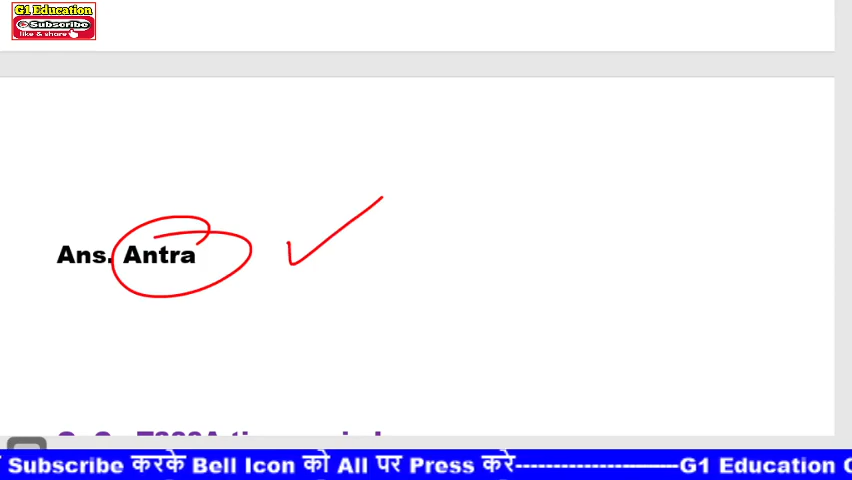 G1 Education
Subscribe
like & share
Ans. Antra
Subscribe करके Bell Icon को All पर Press करे-----------------------------G1 Education